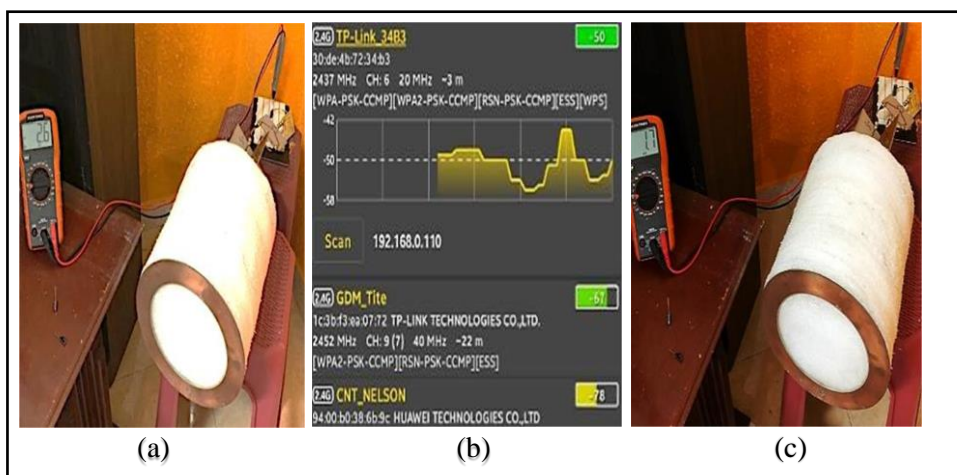 2.6
2.4G TP-Link_34B3 -50
30:de:4b:72:34:b3
2437 MHz CH: 6 20 MHz ~3 m
[WPA-PSK-CCMP][WPA2-PSK-CCMP][RSN-PSK-CCMP][ESS][WPS]
-42
-50
-58
Scan 192.168.0.110
2.4G GDM_Tite -67
1c:3b:f3:ea:07:72 TP-LINK TECHNOLOGIES CO.,LTD.
2452 MHz CH: 9 (7) 40 MHz ~22 m
[WPA2-PSK-CCMP][RSN-PSK-CCMP][ESS]
2.4G CNT_NELSON -78
94:00:b0:38:6b:9c HUAWEI TECHNOLOGIES CO.,LTD
(a) (b) (c)